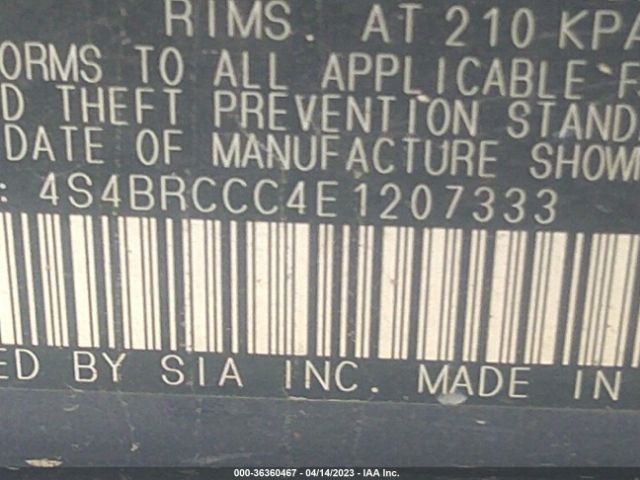 RIMS. AT 210 KPA
ORMS TO ALL APPLICABLE F
D THEFT PREVENTION STAND
DATE OF MANUFACTURE SHOW
: 4S4BRCCC4E1207333
ED BY SIA INC. MADE IN
000-36360467 - 04/14/2023 - IAA Inc.